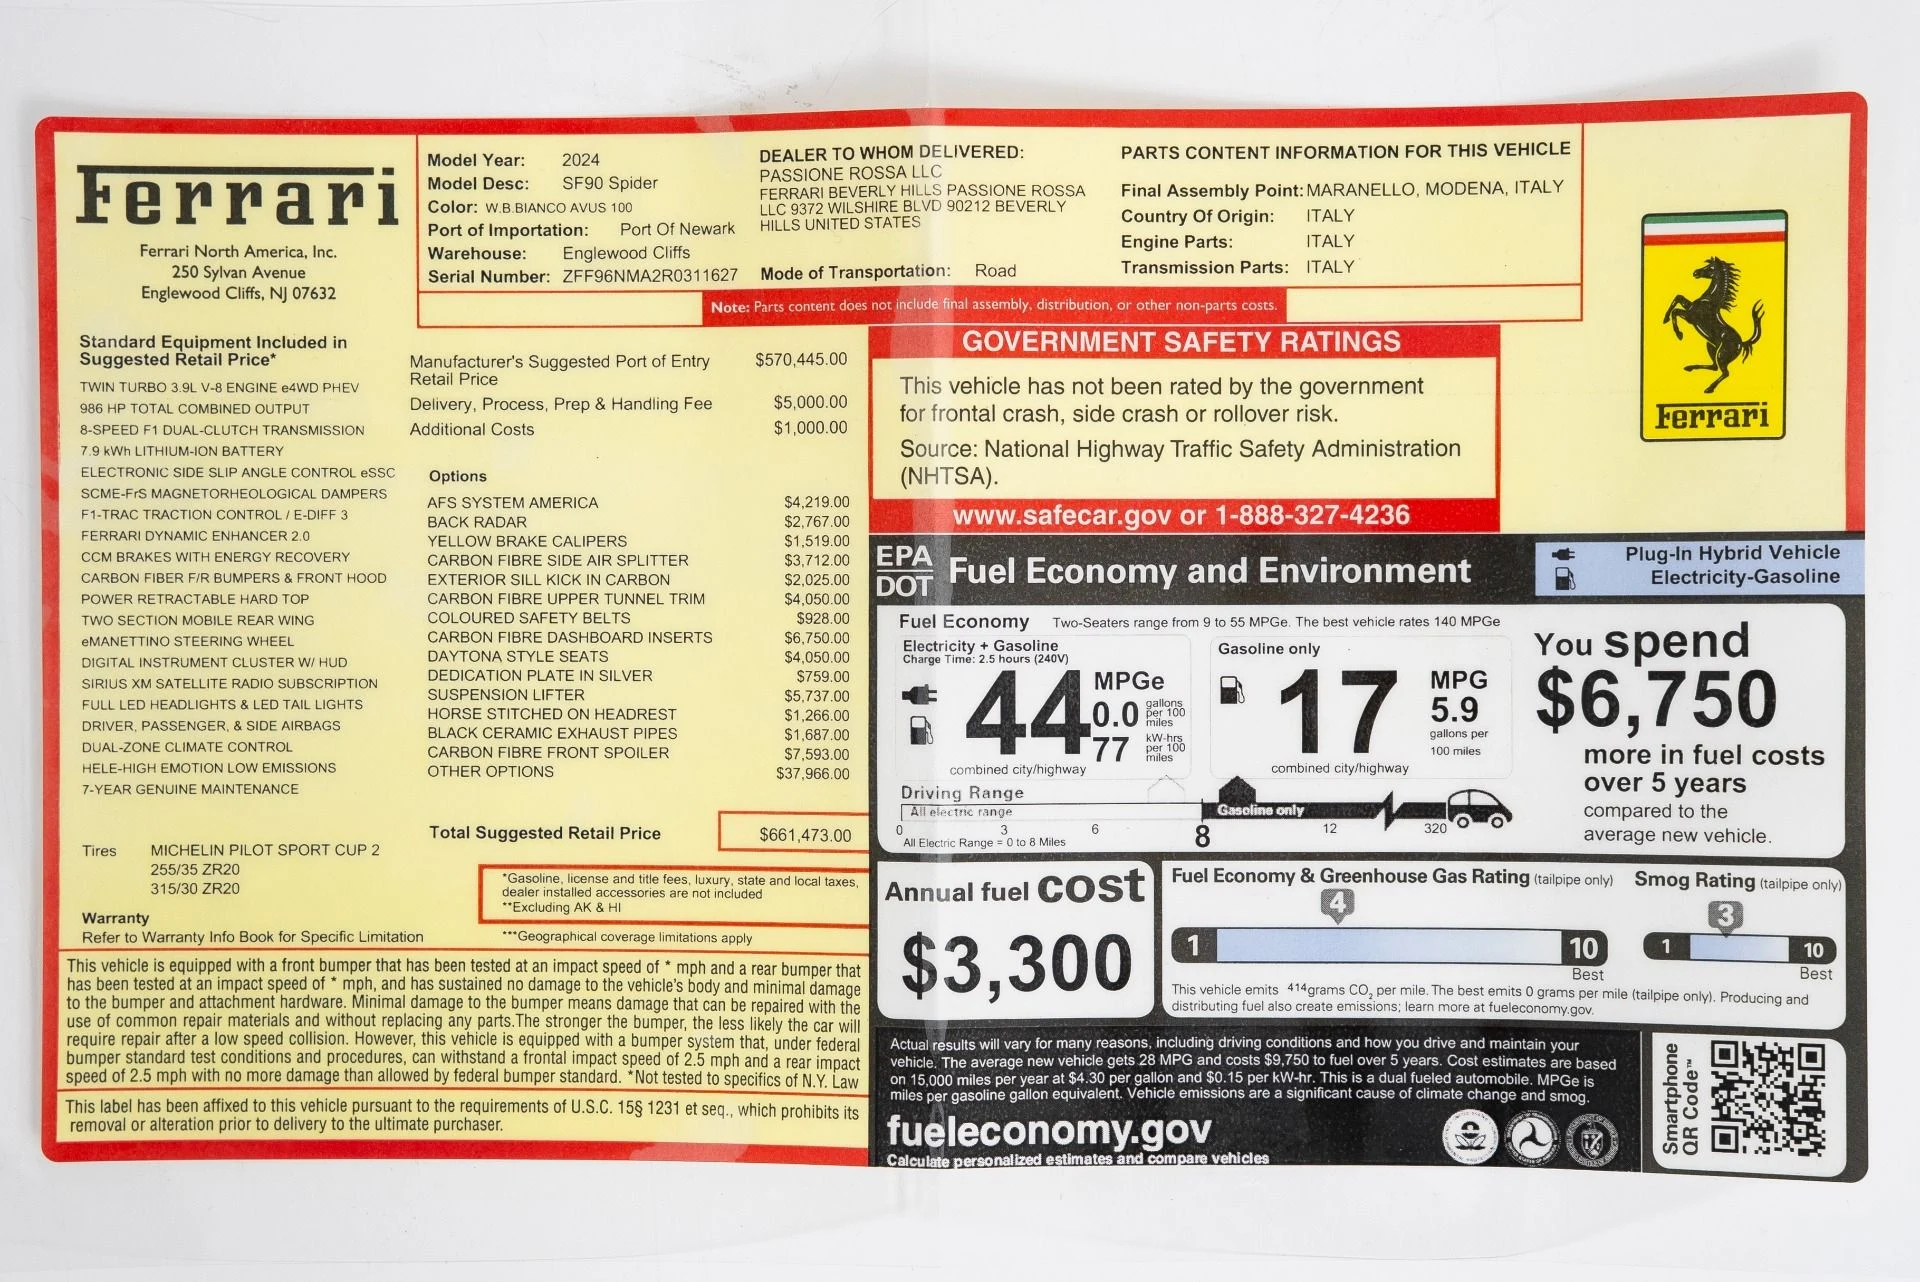 Ferrari
Ferrari North America, Inc.
250 Sylvan Avenue
Englewood Cliffs, NJ 07632
Model Year: 2024
Model Desc: SF90 Spider
Color: W.B.BIANCO AVUS 100
Port of Importation: Port Of Newark
Warehouse: Englewood Cliffs
Serial Number: ZFF96NMA2R0311627
DEALER TO WHOM DELIVERED:
PASSIONE ROSSA LLC
FERRARI BEVERLY HILLS PASSIONE ROSSA
LLC 9372 WILSHIRE BLVD 90212 BEVERLY
HILLS UNITED STATES
Mode of Transportation: Road
PARTS CONTENT INFORMATION FOR THIS VEHICLE
Final Assembly Point: MARANELLO, MODENA, ITALY
Country Of Origin: ITALY
Engine Parts: ITALY
Transmission Parts: ITALY
Note: Parts content does not include final assembly, distribution, or other non-parts costs.
Ferrari
Standard Equipment Included in
Suggested Retail Price*
TWIN TURBO 3.9L V-8 ENGINE e4WD PHEV
986 HP TOTAL COMBINED OUTPUT
8-SPEED F1 DUAL-CLUTCH TRANSMISSION
7.9 kWh LITHIUM-ION BATTERY
ELECTRONIC SIDE SLIP ANGLE CONTROL eSSC
SCME-FrS MAGNETORHEOLOGICAL DAMPERS
F1-TRAC TRACTION CONTROL / E-DIFF 3
FERRARI DYNAMIC ENHANCER 2.0
CCM BRAKES WITH ENERGY RECOVERY
CARBON FIBER F/R BUMPERS & FRONT HOOD
POWER RETRACTABLE HARD TOP
TWO SECTION MOBILE REAR WING
eMANETTINO STEERING WHEEL
DIGITAL INSTRUMENT CLUSTER W/ HUD
SIRIUS XM SATELLITE RADIO SUBSCRIPTION
FULL LED HEADLIGHTS & LED TAIL LIGHTS
DRIVER, PASSENGER, & SIDE AIRBAGS
DUAL-ZONE CLIMATE CONTROL
HELE-HIGH EMOTION LOW EMISSIONS
7-YEAR GENUINE MAINTENANCE
Tires MICHELIN PILOT SPORT CUP 2
255/35 ZR20
315/30 ZR20
Warranty
Refer to Warranty Info Book for Specific Limitation
Manufacturer's Suggested Port of Entry $570,445.00
Retail Price
Delivery, Process, Prep & Handling Fee $5,000.00
Additional Costs $1,000.00
Options
AFS SYSTEM AMERICA $4,219.00
BACK RADAR $2,767.00
YELLOW BRAKE CALIPERS $1,519.00
CARBON FIBRE SIDE AIR SPLITTER $3,712.00
EXTERIOR SILL KICK IN CARBON $2,025.00
CARBON FIBRE UPPER TUNNEL TRIM $4,050.00
COLOURED SAFETY BELTS $928.00
CARBON FIBRE DASHBOARD INSERTS $6,750.00
DAYTONA STYLE SEATS $4,050.00
DEDICATION PLATE IN SILVER $759.00
SUSPENSION LIFTER $5,737.00
HORSE STITCHED ON HEADREST $1,266.00
BLACK CERAMIC EXHAUST PIPES $1,687.00
CARBON FIBRE FRONT SPOILER $7,593.00
OTHER OPTIONS $37,966.00
Total Suggested Retail Price $661,473.00
*Gasoline, license and title fees, luxury, state and local taxes,
dealer installed accessories are not included
**Excluding AK & HI
***Geographical coverage limitations apply
This vehicle is equipped with a front bumper that has been tested at an impact speed of * mph and a rear bumper that
has been tested at an impact speed of * mph, and has sustained no damage to the vehicle's body and minimal damage
to the bumper and attachment hardware. Minimal damage to the bumper means damage that can be repaired with the
use of common repair materials and without replacing any parts.The stronger the bumper, the less likely the car will
require repair after a low speed collision. However, this vehicle is equipped with a bumper system that, under federal
bumper standard test conditions and procedures, can withstand a frontal impact speed of 2.5 mph and a rear impact
speed of 2.5 mph with no more damage than allowed by federal bumper standard. *Not tested to specifics of N.Y. Law
This label has been affixed to this vehicle pursuant to the requirements of U.S.C. 15§ 1231 et seq., which prohibits its
removal or alteration prior to delivery to the ultimate purchaser.
GOVERNMENT SAFETY RATINGS
This vehicle has not been rated by the government
for frontal crash, side crash or rollover risk.
Source: National Highway Traffic Safety Administration
(NHTSA).
www.safecar.gov or 1-888-327-4236
EPA
DOT
Fuel Economy and Environment
Plug-In Hybrid Vehicle
Electricity-Gasoline
Fuel Economy Two-Seaters range from 9 to 55 MPGe. The best vehicle rates 140 MPGe
Electricity + Gasoline
Charge Time: 2.5 hours (240V)
44 MPGe
0.0 gallons per 100 miles
77 kW-hrs per 100 miles
combined city/highway
Gasoline only
17 MPG
5.9
gallons per
100 miles
combined city/highway
Driving Range
All electric range
Gasoline only
0 3 6 8 12 320
All Electric Range = 0 to 8 Miles
You spend
$6,750
more in fuel costs
over 5 years
compared to the
average new vehicle.
Annual fuel cost
$3,300
Fuel Economy & Greenhouse Gas Rating (tailpipe only)
4
1 10
Best
Smog Rating (tailpipe only)
3
1 10
Best
This vehicle emits 414grams CO2 per mile. The best emits 0 grams per mile (tailpipe only). Producing and
distributing fuel also create emissions; learn more at fueleconomy.gov.
Actual results will vary for many reasons, including driving conditions and how you drive and maintain your
vehicle. The average new vehicle gets 28 MPG and costs $9,750 to fuel over 5 years. Cost estimates are based
on 15,000 miles per year at $4.30 per gallon and $0.15 per kW-hr. This is a dual fueled automobile. MPGe is
miles per gasoline gallon equivalent. Vehicle emissions are a significant cause of climate change and smog.
fueleconomy.gov
Calculate personalized estimates and compare vehicles
Smartphone
QR Code™